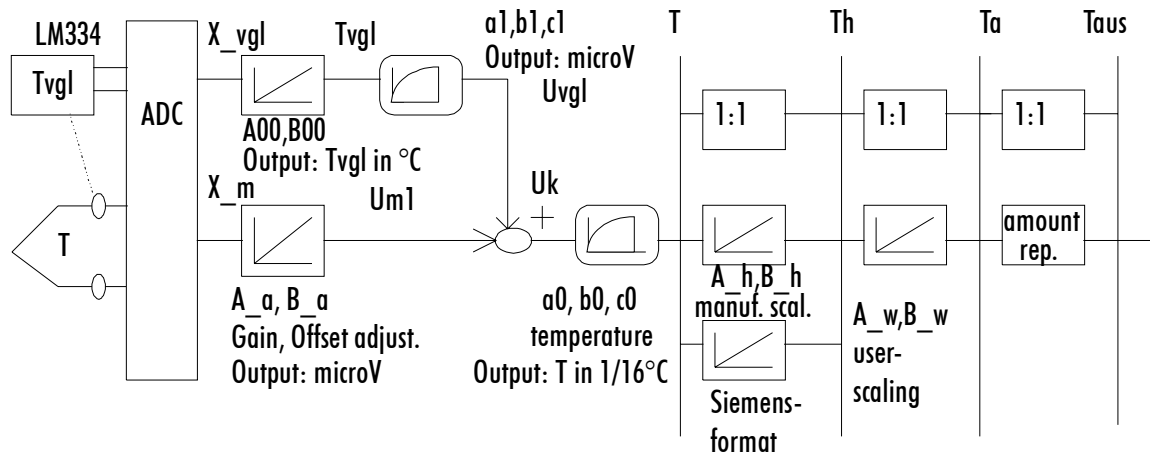 LM334
Tvgl
ADC
X_vgl
Tvgl
a1,b1,c1
Output: microV
Uvgl
A00,B00
Output: Tvgl in °C
X_m
Um1
T
A_a, B_a
Gain, Offset adjust.
Output: microV
Uk
+
a0, b0, c0
temperature
Output: T in 1/16°C
T
Th
Ta
Taus
1:1
1:1
1:1
A_h,B_h
manuf. scal.
amount
rep.
A_w,B_w
user-
scaling
Siemens-
format